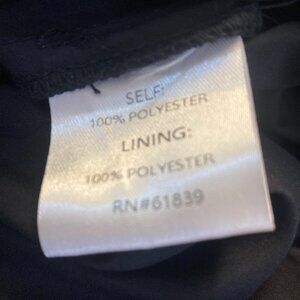 SELF:
100% POLYESTER
LINING:
100% POLYESTER
RN#61839